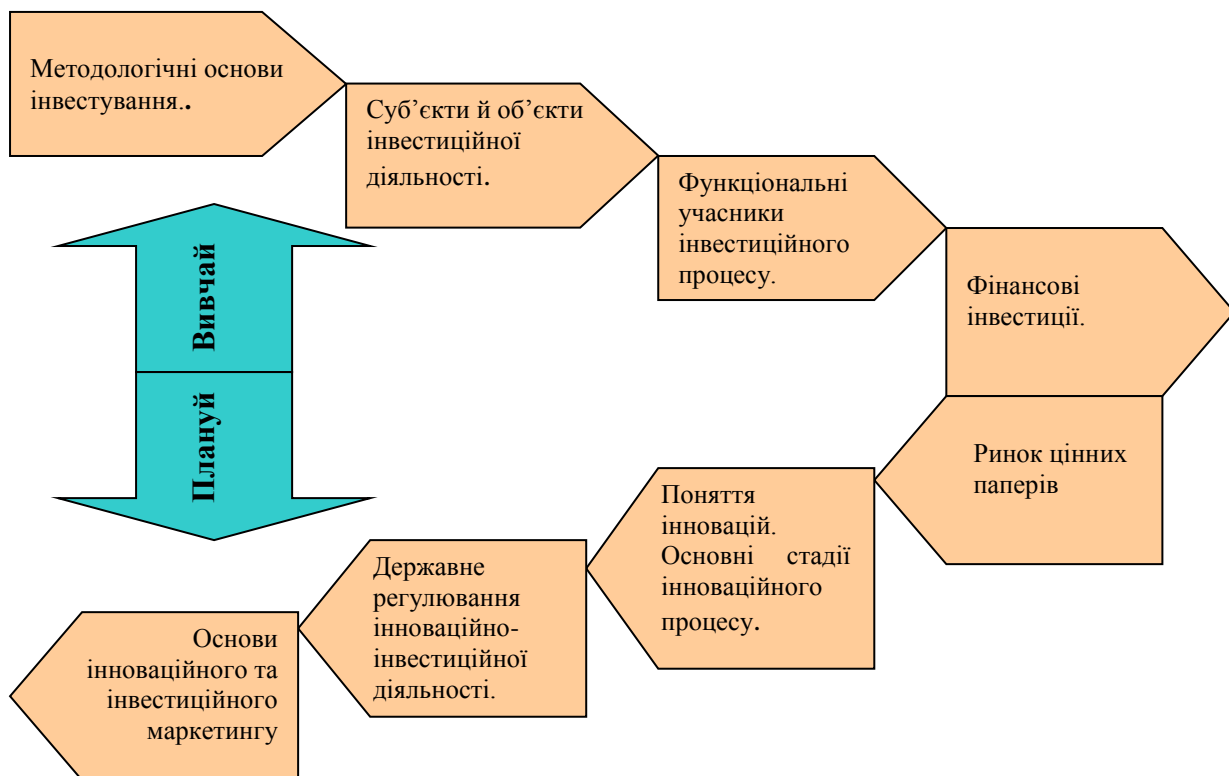 Методологічні основи
інвестування..
Суб’єкти й об’єкти
інвестиційної
діяльності.
Функціональні
учасники
інвестиційного
процесу.
Фінансові
інвестиції.
Вивчай
Плануй
Ринок цінних
паперів
Поняття
інновацій.
Основні стадії
інноваційного
процесу.
Державне
регулювання
інноваційно-
інвестиційної
діяльності.
Основи
інноваційного та
інвестиційного
маркетингу